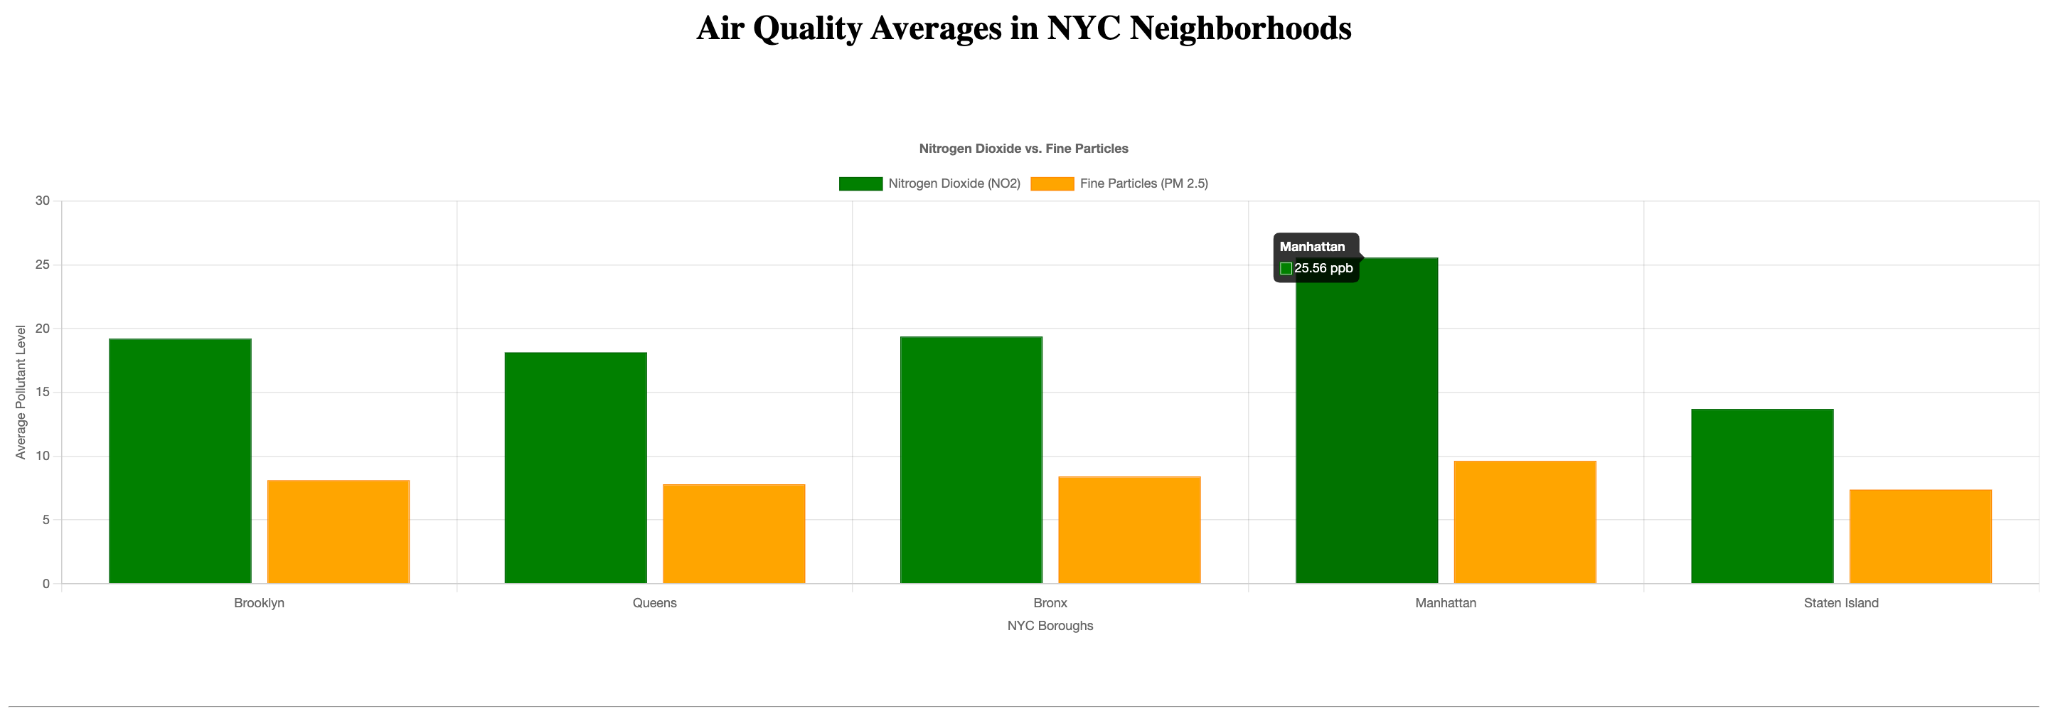 Air Quality Averages in NYC Neighborhoods
Nitrogen Dioxide vs. Fine Particles
Nitrogen Dioxide (NO2) Fine Particles (PM 2.5)
Average Pollutant Level
30
25
20
15
10
5
0
Manhattan
25.56 ppb
Brooklyn Queens Bronx Manhattan Staten Island
NYC Boroughs